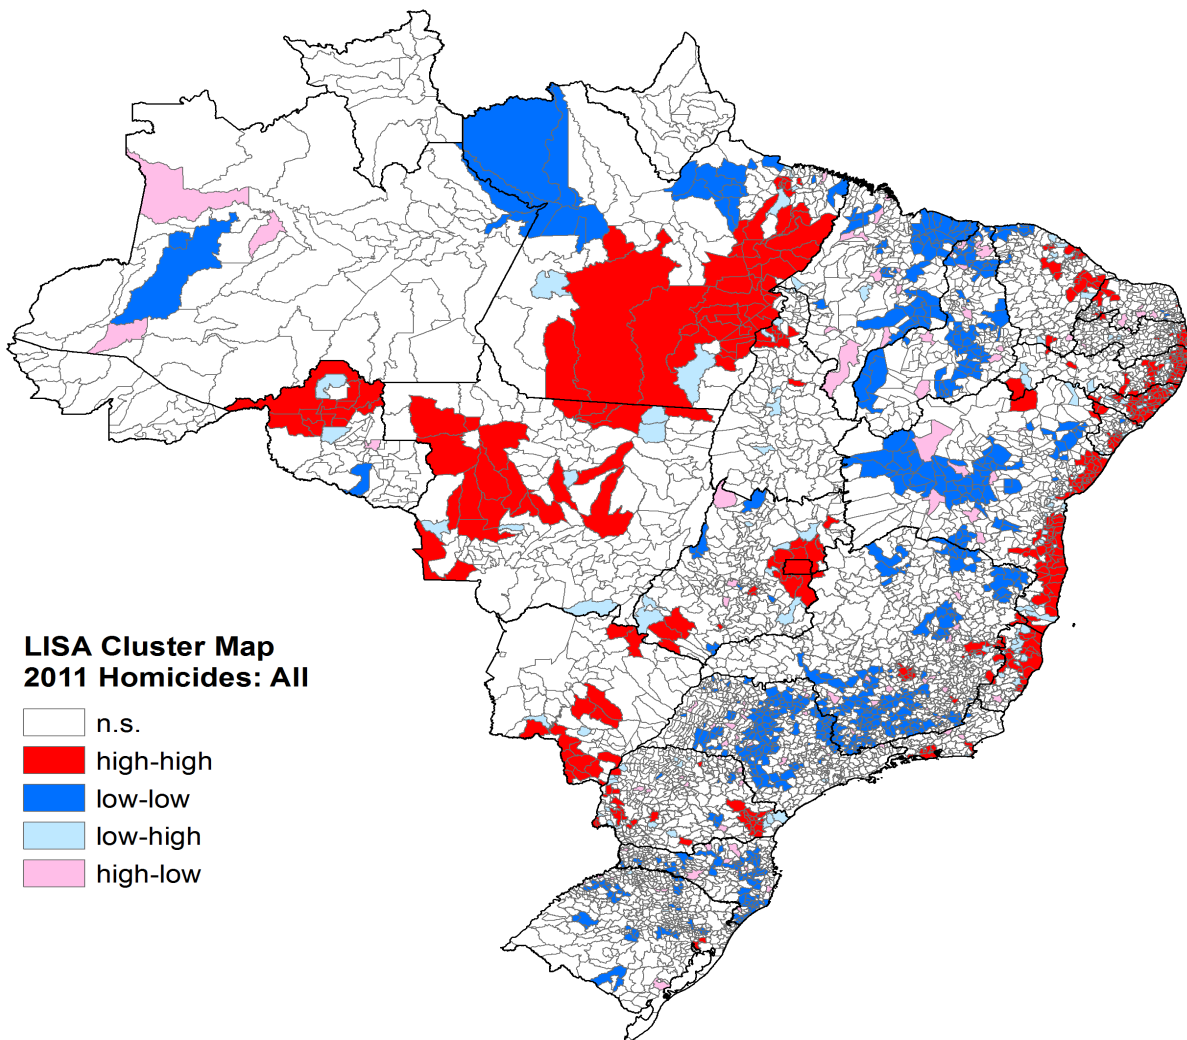 LISA Cluster Map
2011 Homicides: All
n.s.
high-high
low-low
low-high
high-low